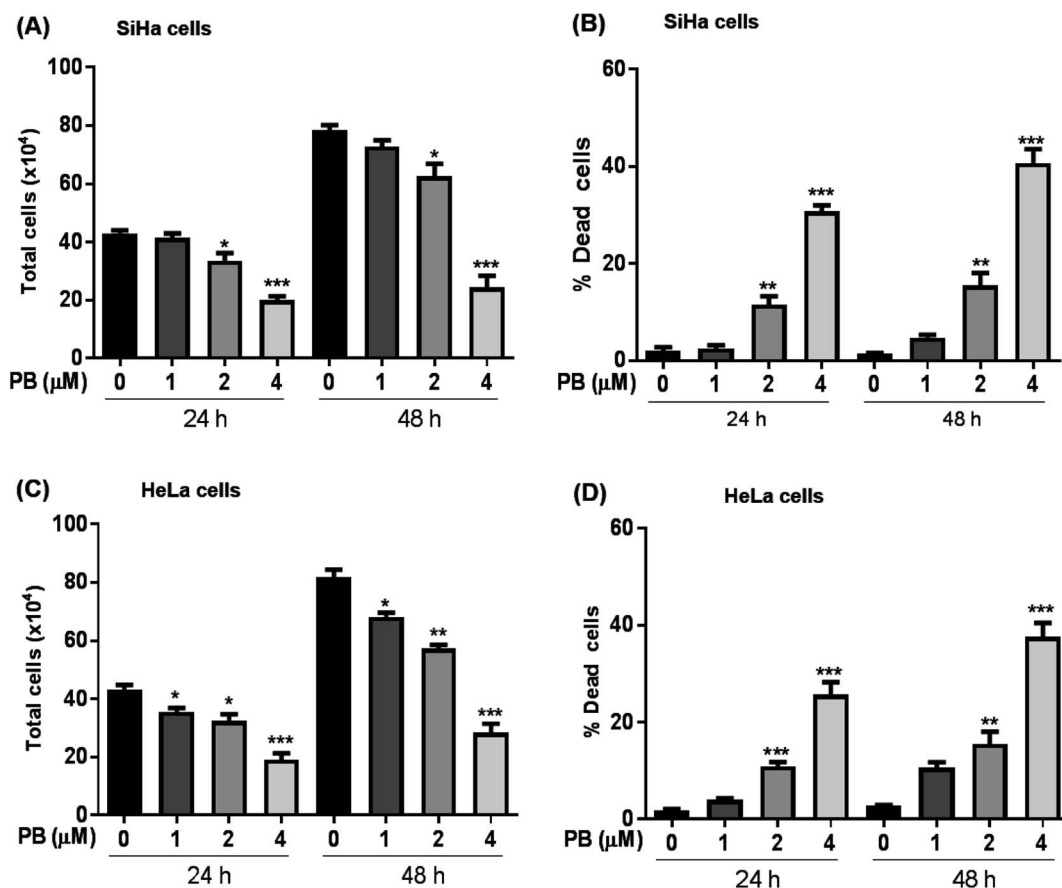 (A) SiHa cells
Total cells (x10⁴)
100
80
60
40
20
0
* *** * ***
PB (μM) 0 1 2 4 0 1 2 4
24 h 48 h
(B) SiHa cells
% Dead cells
60
40
20
0
** *** ** ***
PB (μM) 0 1 2 4 0 1 2 4
24 h 48 h
(C) HeLa cells
Total cells (x10⁴)
100
80
60
40
20
0
* * *** * ** ***
PB (μM) 0 1 2 4 0 1 2 4
24 h 48 h
(D) HeLa cells
% Dead cells
60
40
20
0
*** *** ** ***
PB (μM) 0 1 2 4 0 1 2 4
24 h 48 h